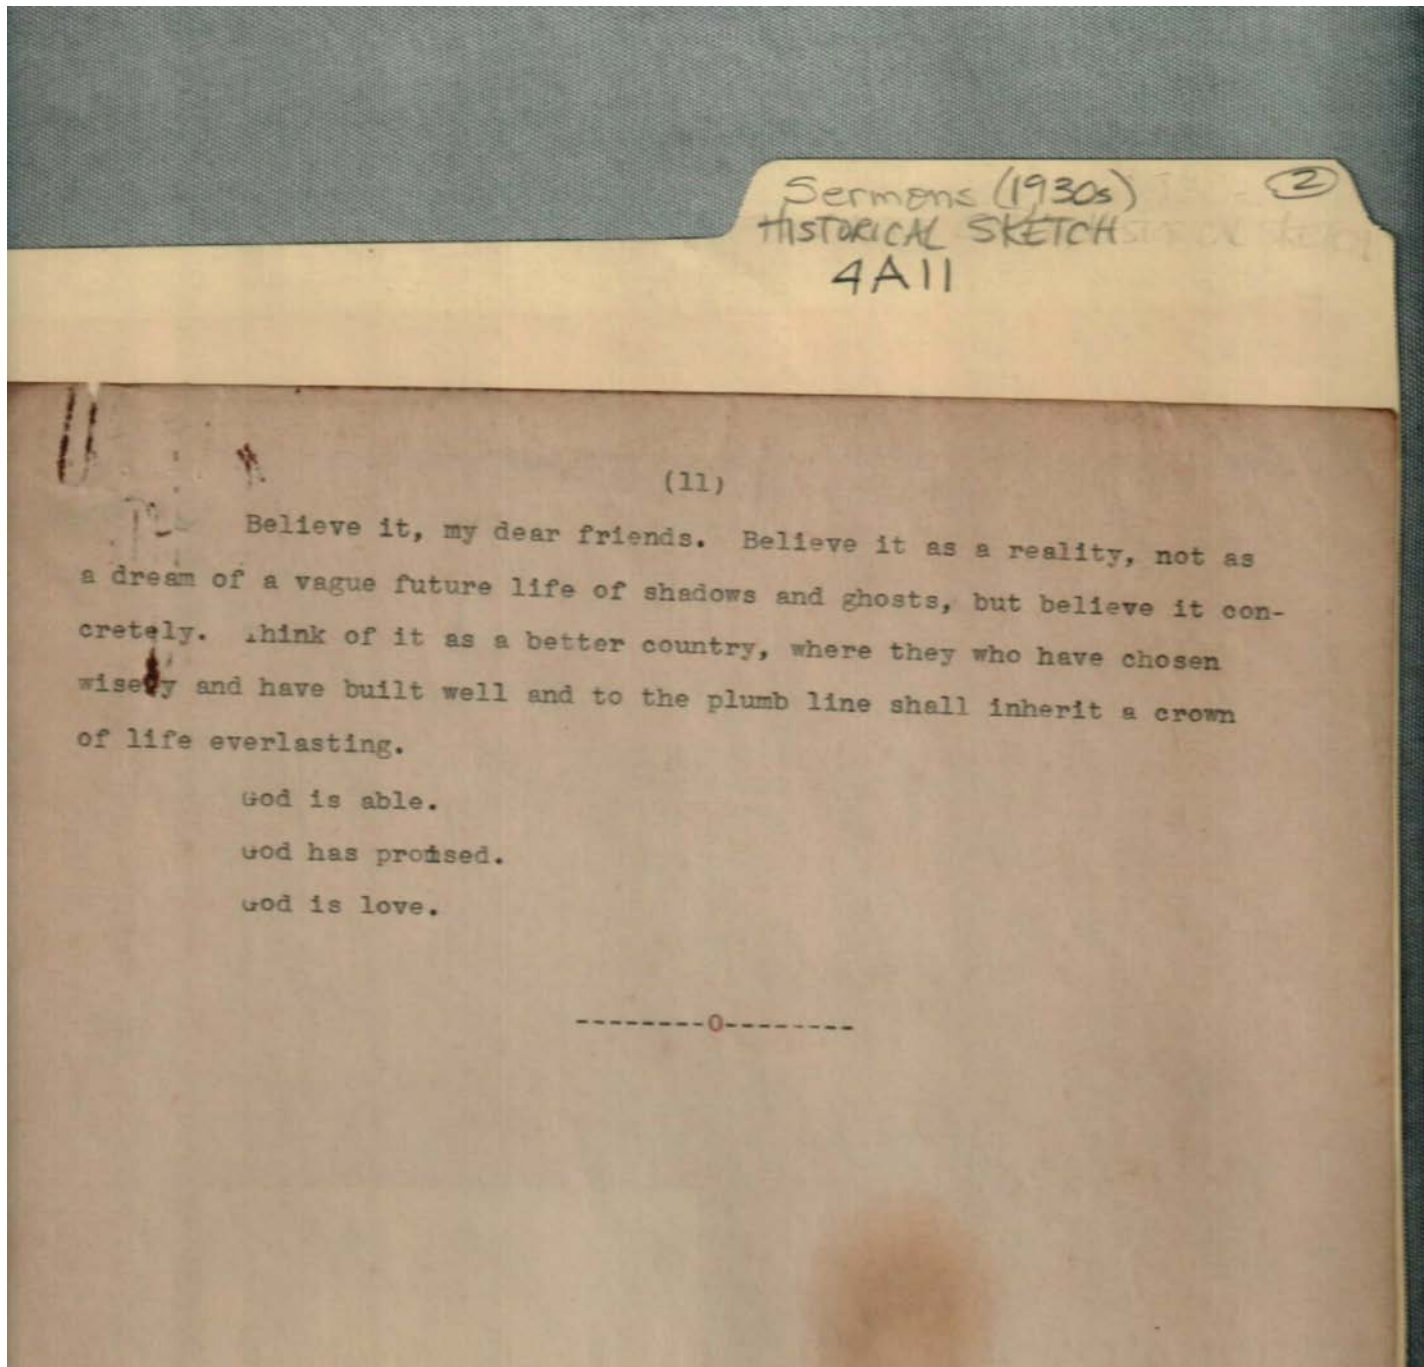 Sermons (1930s) 2
HISTORICAL SKETCH
4A11
(11)
Believe it, my dear friends. Believe it as a reality, not as
a dream of a vague future life of shadows and ghosts, but believe it con-
cretely. Think of it as a better country, where they who have chosen
wisely and have built well and to the plumb line shall inherit a crown
of life everlasting.
God is able.
God has promised.
God is love.
--------0--------